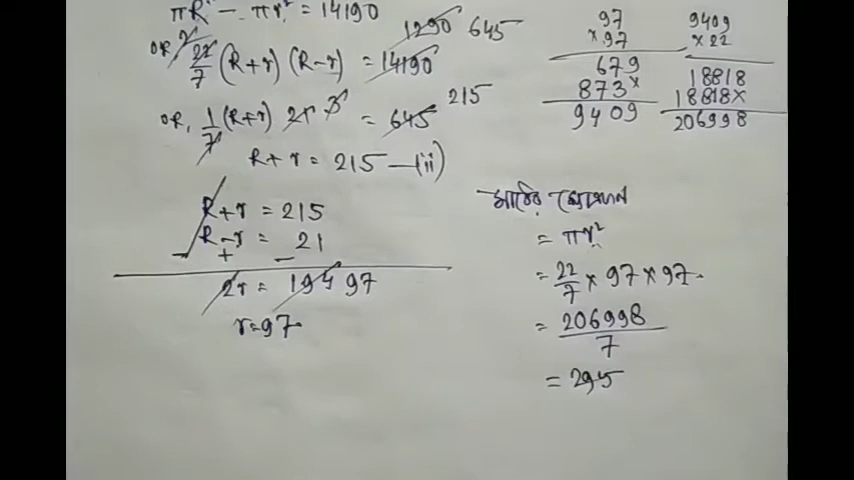 πR² - πr² = 14190
or 22/7 (R+r) (R-r) = 14190 1290 645
or, 1/7 (R+r) 21 3 = 645 215
R+r = 215 —(ii)
R+r = 215
R-r = 21
- + -
2r = 194 97
r=97
97
×97
679
873×
9409
9409
×22
18818
18818×
206998
মাঠের ক্ষেত্রফল
= πr²
= 22/7 × 97 × 97
= 206998/7
= 295